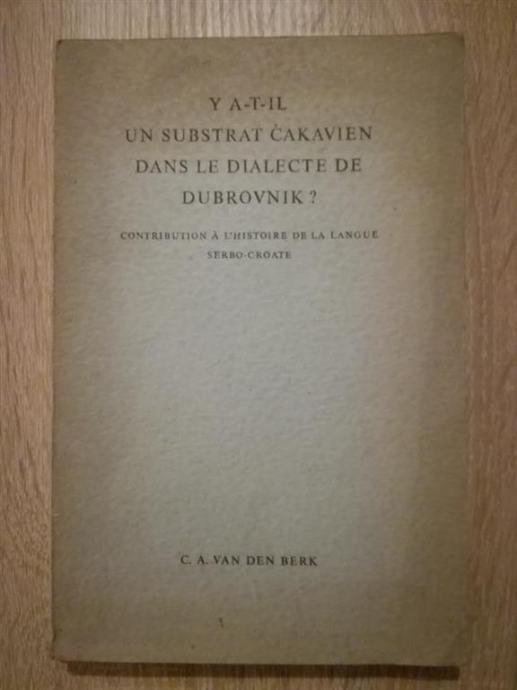 Y A-T-IL
UN SUBSTRAT ČAKAVIEN
DANS LE DIALECTE DE
DUBROVNIK ?
CONTRIBUTION À L'HISTOIRE DE LA LANGUE
SERBO-CROATE
C. A. VAN DEN BERK